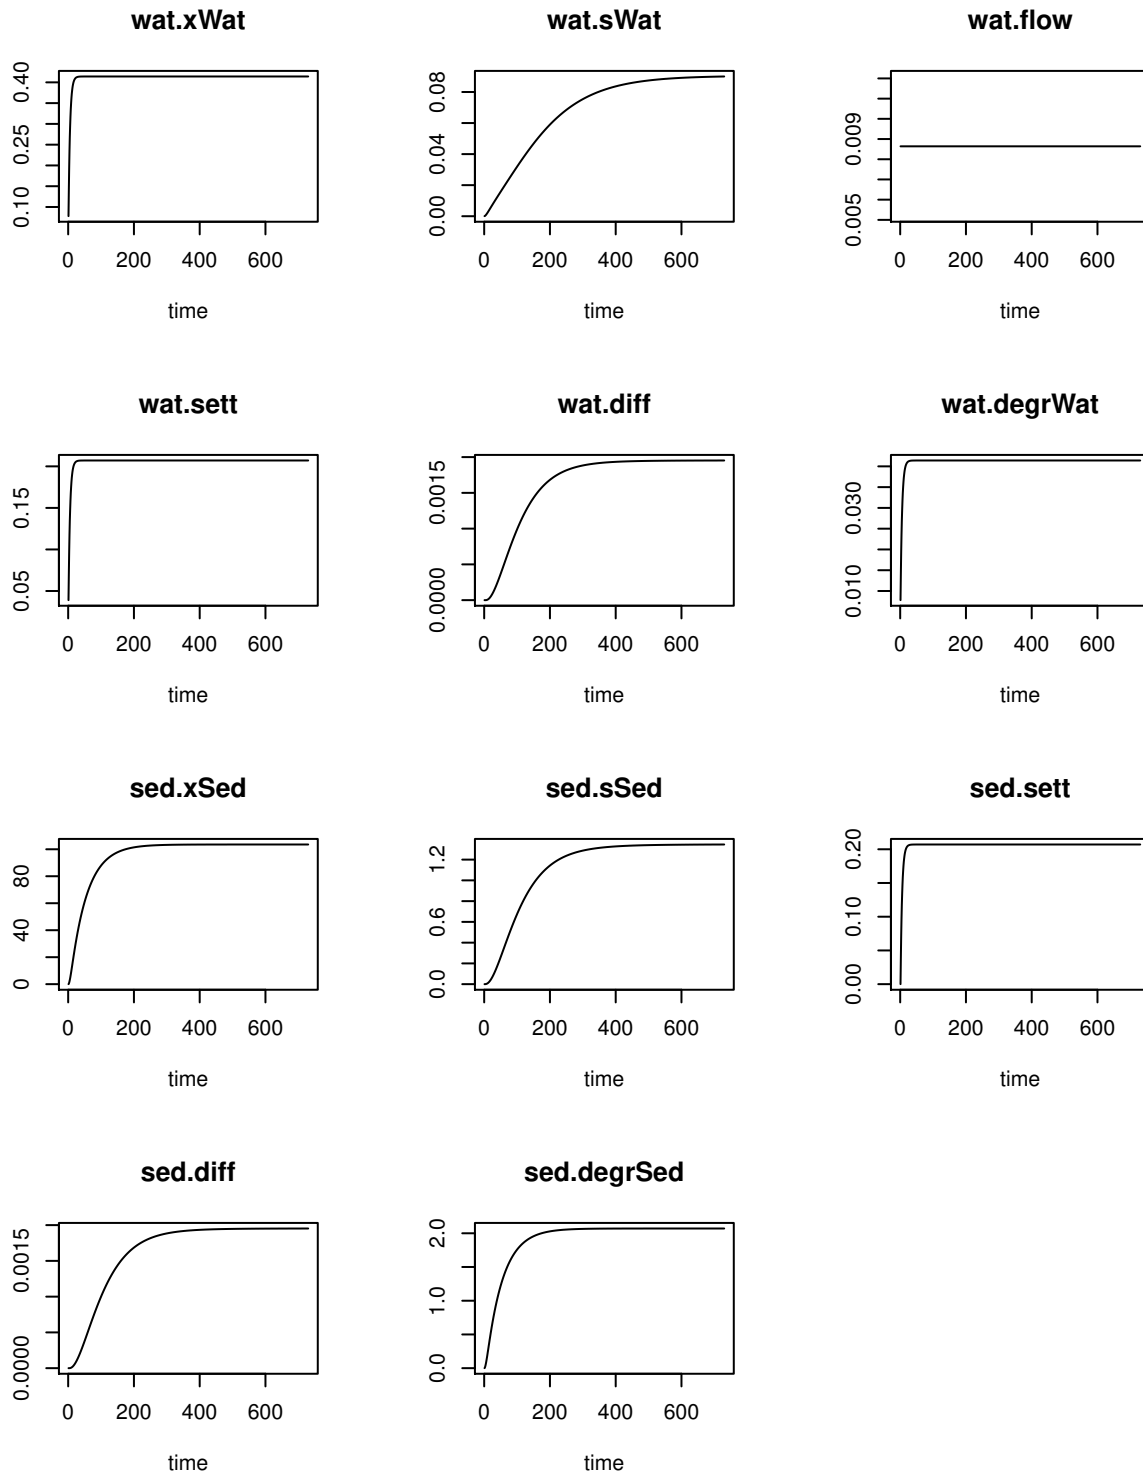 wat.xWat
0.10 0.25 0.40
0 200 400 600
time
wat.sWat
0.00 0.04 0.08
0 200 400 600
time
wat.flow
0.005 0.009
0 200 400 600
time
wat.sett
0.05 0.15
0 200 400 600
time
wat.diff
0.0000 0.0015
0 200 400 600
time
wat.degrWat
0.010 0.030
0 200 400 600
time
sed.xSed
0 40 80
0 200 400 600
time
sed.sSed
0.0 0.6 1.2
0 200 400 600
time
sed.sett
0.00 0.10 0.20
0 200 400 600
time
sed.diff
0.0000 0.0015
0 200 400 600
time
sed.degrSed
0.0 1.0 2.0
0 200 400 600
time